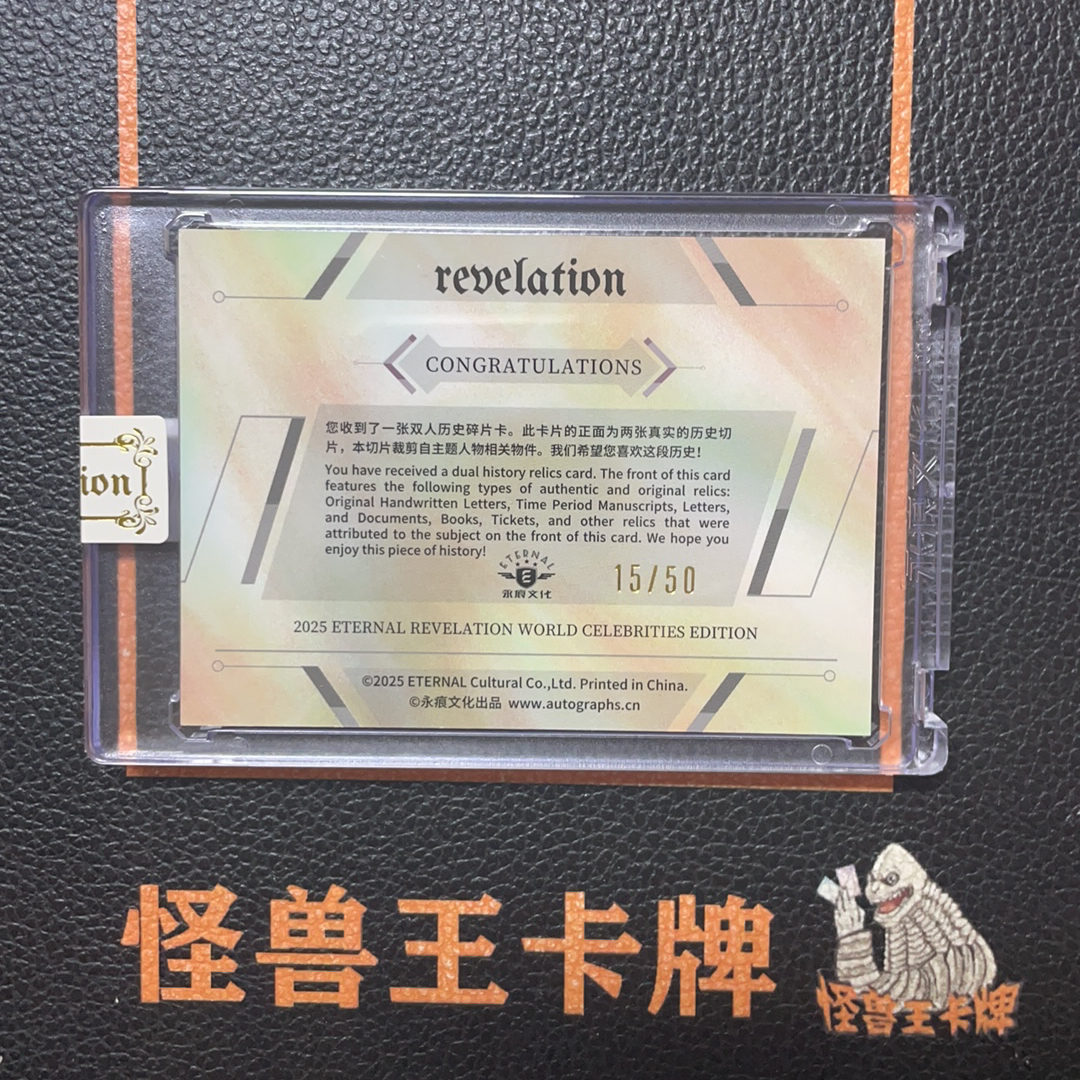 revelation
CONGRATULATIONS
您收到了一张双人历史碎片卡。此卡片的正面为两张真实的历史切
片，本切片裁剪自主题人物相关物件。我们希望您喜欢这段历史！
You have received a dual history relics card. The front of this card
features the following types of authentic and original relics:
Original Handwritten Letters, Time Period Manuscripts, Letters,
and Documents, Books, Tickets, and other relics that were
attributed to the subject on the front of this card. We hope you
enjoy this piece of history!
ETERNAL
E
永痕文化
15/50
2025 ETERNAL REVELATION WORLD CELEBRITIES EDITION
©2025 ETERNAL Cultural Co.,Ltd. Printed in China.
©永痕文化出品 www.autographs.cn
ion
怪兽王卡牌
怪兽王卡牌